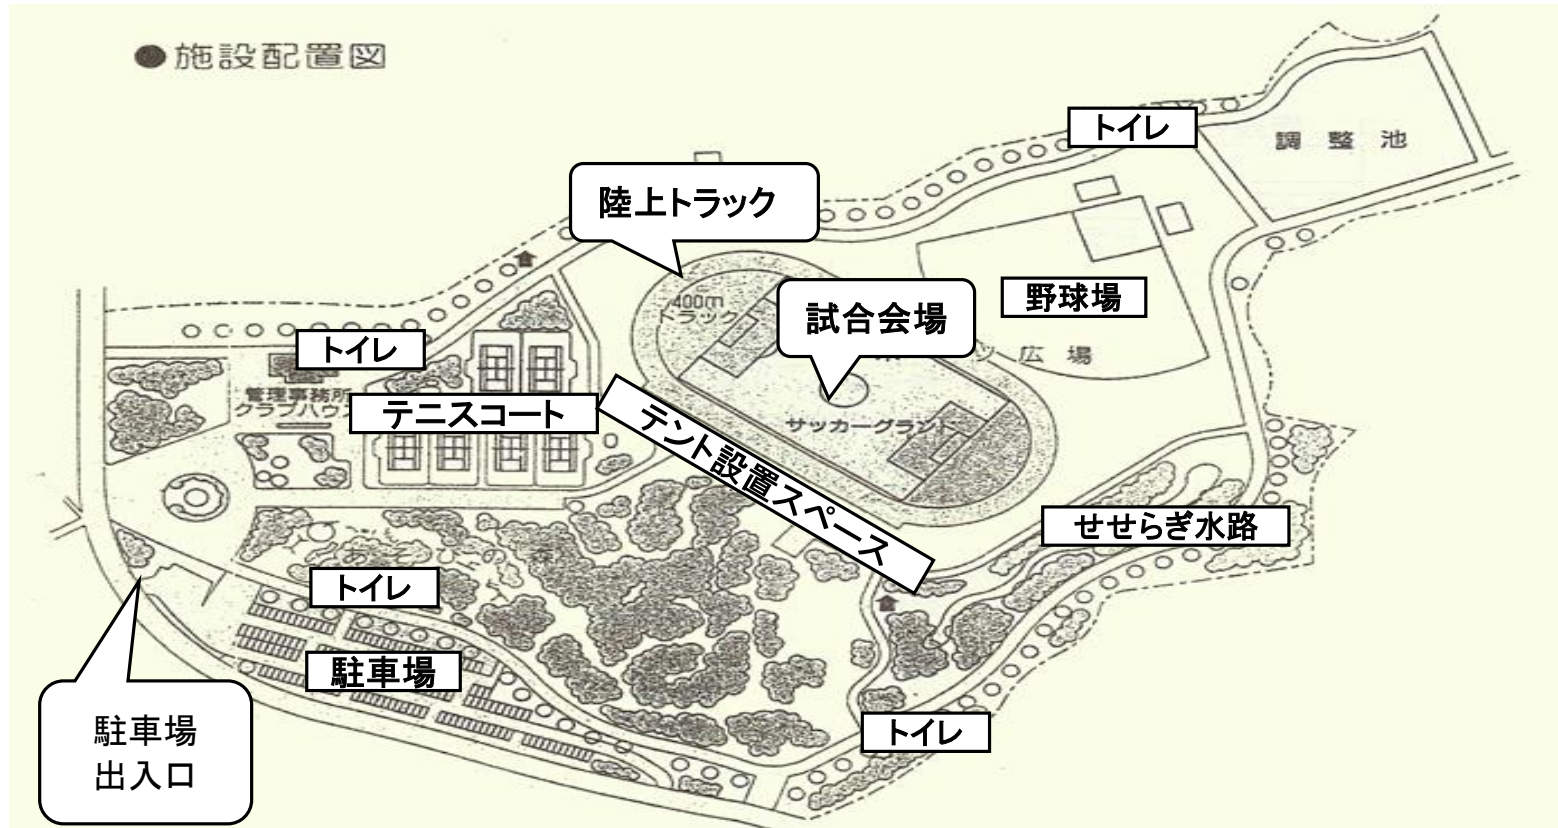 ●施設配置図
トイレ
調整池
陸上トラック
野球場
400m
トラック
試合会場
広場
トイレ
管理事務所
クラブハウス
テニスコート
サッカーグランド
テント設置スペース
せせらぎ水路
トイレ
駐車場
トイレ
駐車場
出入口